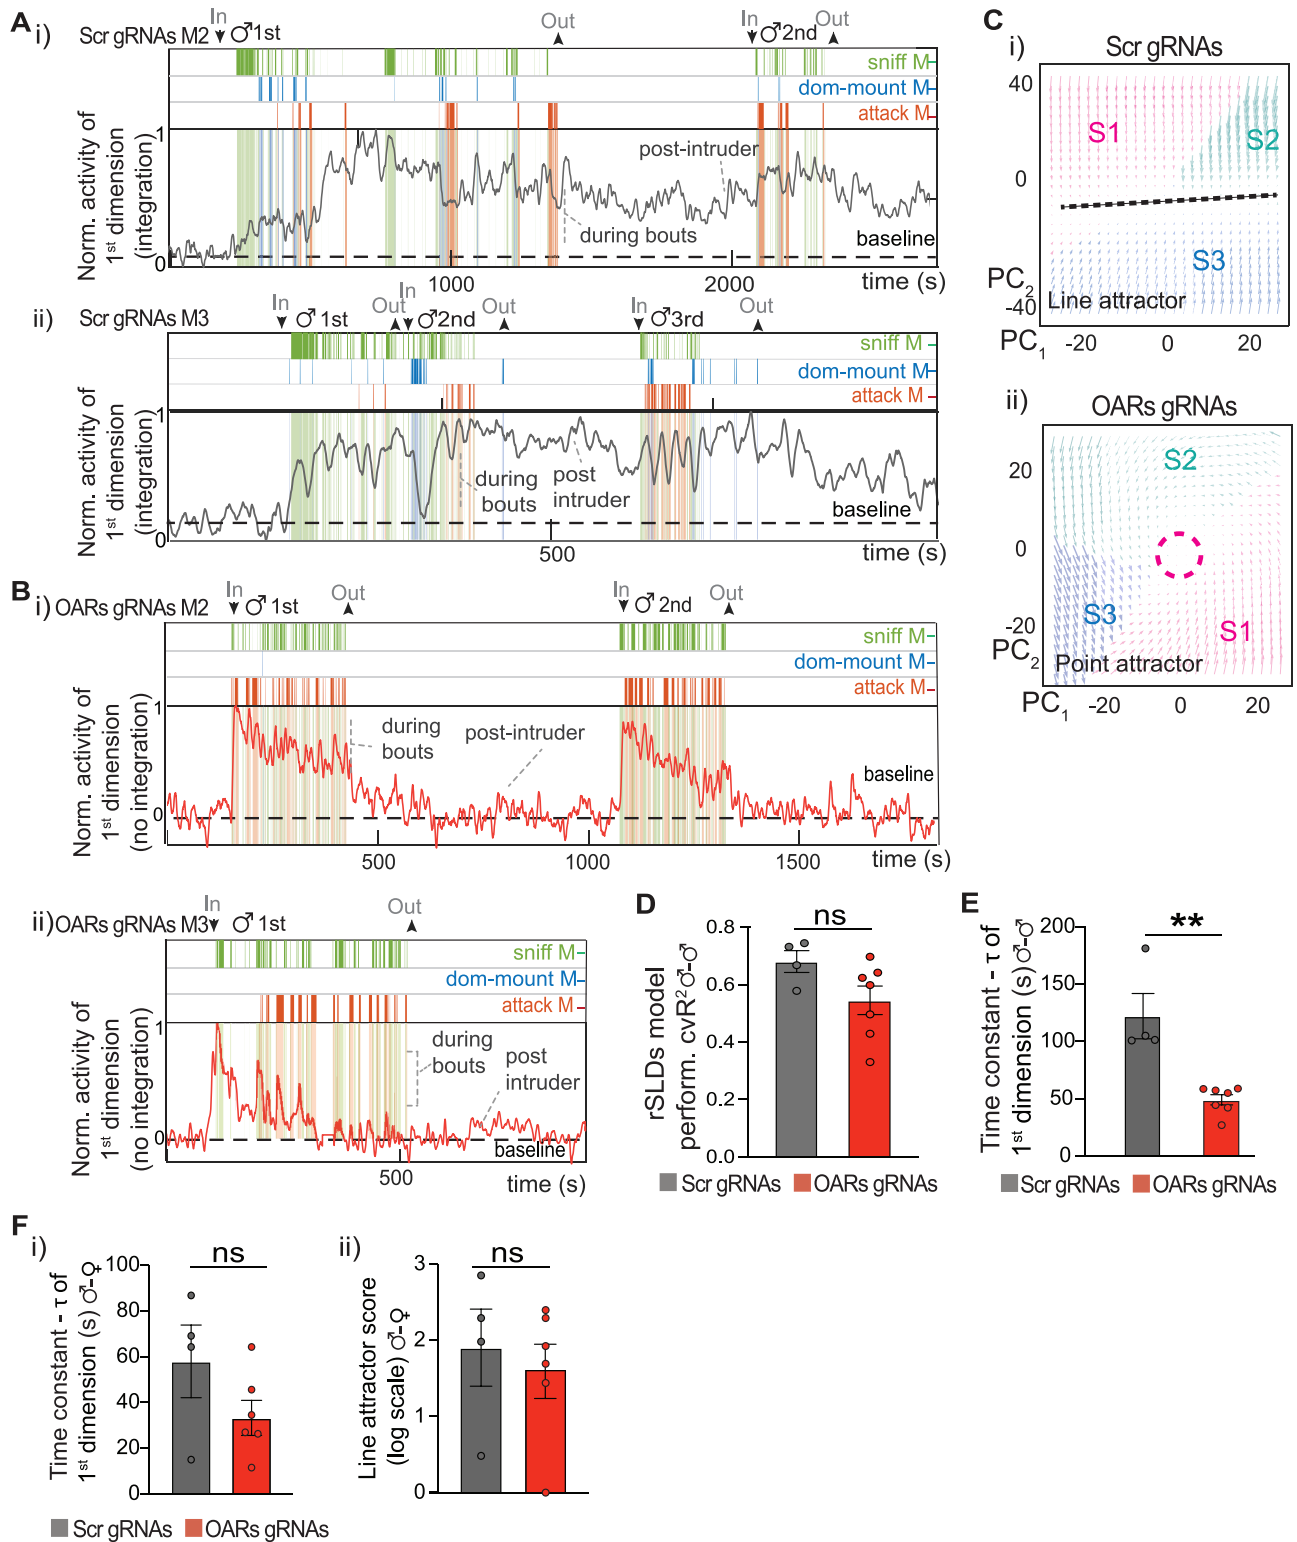 A
i)
Scr gRNAs M2
In
♂1st
Out
In
♂2nd
Out
sniff M
dom-mount M
attack M
Norm. activity of
1st dimension
(integration)
1
0
post-intruder
during bouts
baseline
1000
2000
time (s)
ii)
Scr gRNAs M3
In
♂1st
Out
In
♂2nd
Out
In
♂3rd
Out
sniff M
dom-mount M
attack M
Norm. activity of
1st dimension
(integration)
1
0
during
bouts
post
intruder
baseline
500
time (s)
B
i)
OARs gRNAs M2
In
♂1st
Out
In
♂2nd
Out
sniff M
dom-mount M
attack M
Norm. activity of
1st dimension
(no integration)
1
0
during
bouts
post-intruder
baseline
500
1000
1500
time (s)
ii)
OARs gRNAs M3
In
♂1st
Out
sniff M
dom-mount M
attack M
Norm. activity of
1st dimension
(no integration)
1
0
during
bouts
post
intruder
baseline
500
time (s)
C
i)
Scr gRNAs
40
0
-40
PC2
S1
S2
S3
Line attractor
PC1
-20
0
20
ii)
OARs gRNAs
20
0
-20
PC2
S2
S3
S1
Point attractor
PC1
-20
0
20
D
rSLDs model
perform. cvR2 ♂-♂
0.8
0.6
0.4
0.2
0.0
ns
Scr gRNAs
OARs gRNAs
E
Time constant - τ of
1st dimension (s) ♂-♂
200
150
100
50
0
**
Scr gRNAs
OARs gRNAs
F
i)
Time constant - τ of
1st dimension (s) ♂-♀
100
80
60
40
20
0
ns
ii)
Line attractor score
(log scale) ♂-♀
3
2
1
0
ns
Scr gRNAs
OARs gRNAs